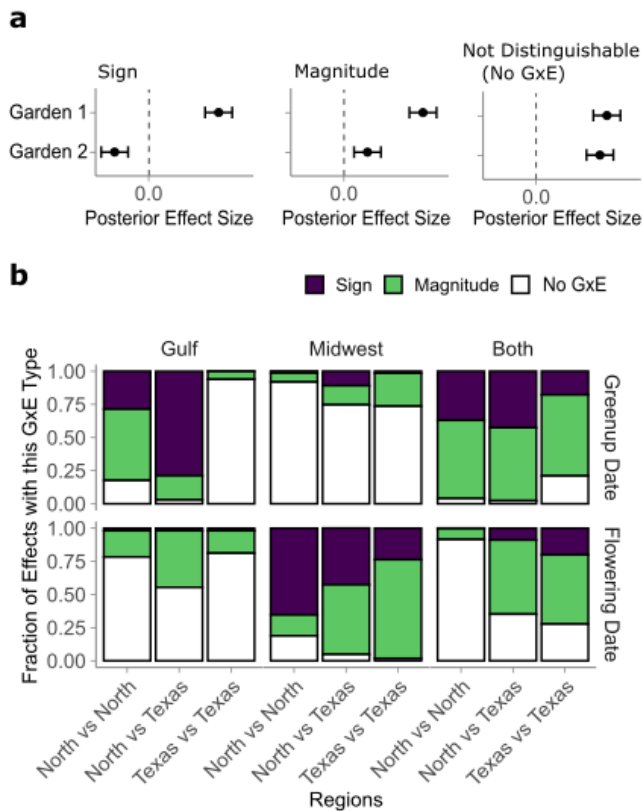 a
Sign
Magnitude
Not Distinguishable
(No GxE)
Garden 1
Garden 2
0.0
0.0
0.0
Posterior Effect Size
Posterior Effect Size
Posterior Effect Size
b
Sign
Magnitude
No GxE
Gulf
Midwest
Both
Fraction of Effects with this GxE Type
1.00
0.75
0.50
0.25
0.00
Greenup Date
1.00
0.75
0.50
0.25
0.00
Flowering Date
North vs North
North vs Texas
Texas vs Texas
North vs North
North vs Texas
Texas vs Texas
North vs North
North vs Texas
Texas vs Texas
Regions